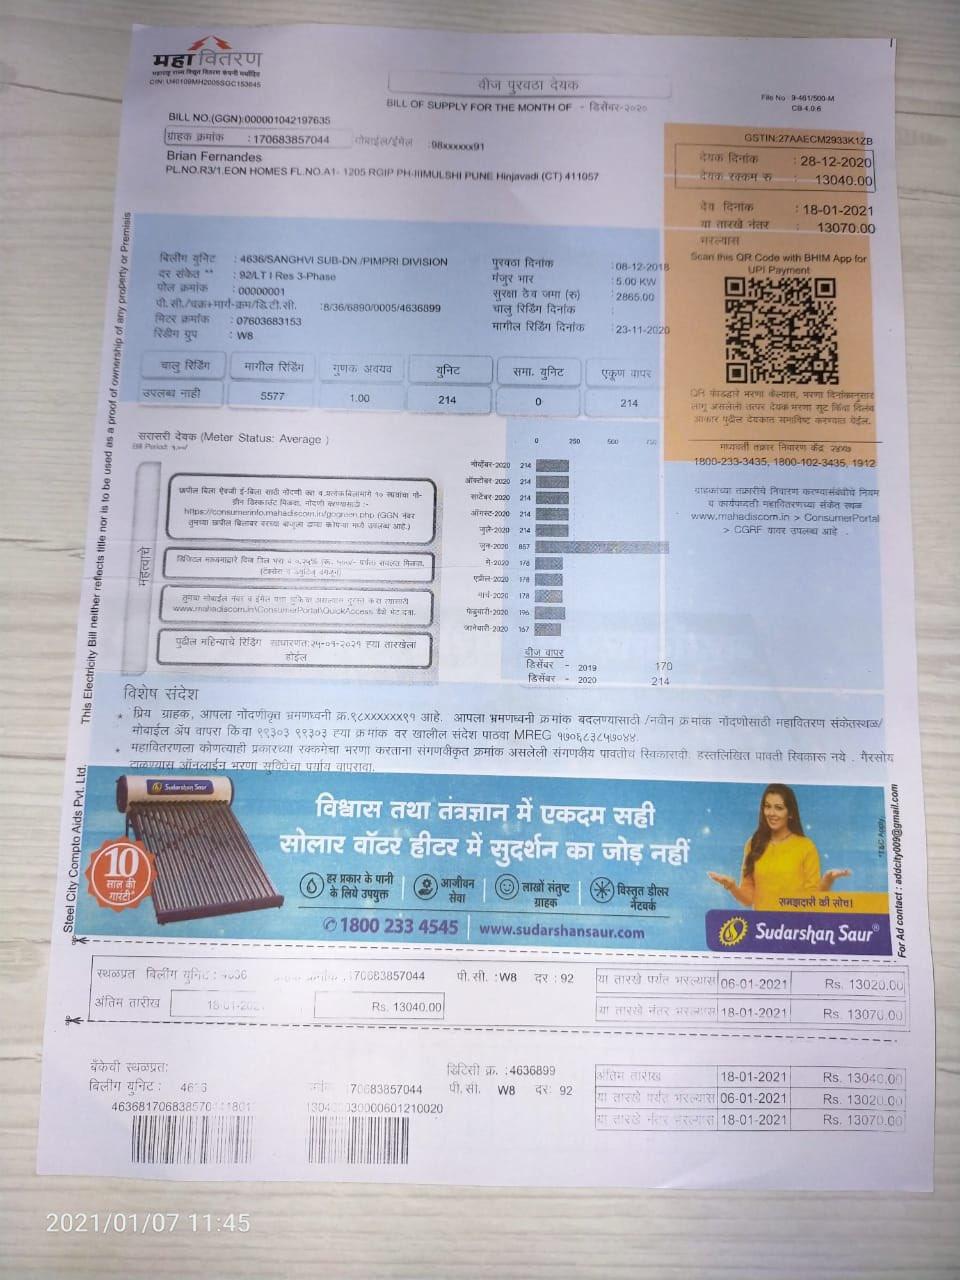 महावितरण
महाराष्ट्र राज्य विद्युत वितरण कंपनी मर्यादित
CIN: U40109MH2005SGC153645
वीज पुरवठा देयक
BILL OF SUPPLY FOR THE MONTH OF - डिसेंबर-२०२०
File No : 9-461/500-M
CB-4.0.6
BILL NO.(GGN):000001042197635
ग्राहक क्रमांक : 170683857044 मोबाईल/ईमेल :98xxxxxx91
Brian Fernandes
PL.NO.R3/1.EON HOMES FL.NO.A1- 1205 RGIP PH-IIIMULSHI PUNE Hinjavadi (CT) 411057
GSTIN:27AAECM2933K1ZB
देयक दिनांक : 28-12-2020
देयक रक्कम रु : 13040.00
देय दिनांक : 18-01-2021
या तारखे नंतर : 13070.00
भरल्यास
Scan this QR Code with BHIM App for
UPI Payment
QR कोडद्वारे भरणा केल्यास, भरणा दिनांकानुसार
लागू असलेली तत्पर देयक भरणा सूट किंवा विलंब
आकार पुढील देयकात समाविष्ट करण्यात येईल.
मध्यवर्ती तक्रार निवारण केंद्र २४x७
1800-233-3435, 1800-102-3435, 1912
ग्राहकांच्या तक्रारींचे निवारण करण्यासंबंधीचे नियम
व कार्यपध्दती महावितरणच्या संकेत स्थळ
www.mahadiscom.in > ConsumerPortal
> CGRF यावर उपलब्ध आहे .
बिलींग युनिट : 4636/SANGHVI SUB-DN./PIMPRI DIVISION
दर संकेत ** : 92/LT I Res 3-Phase
पोल क्रमांक : 00000001
पी.सी./चक्र+मार्ग-क्रम/डि.टी.सी. :8/36/6890/0005/4636899
मिटर क्रमांक : 07603683153
रिडींग ग्रुप : W8
पुरवठा दिनांक :08-12-2018
मंजुर भार :5.00 KW
सुरक्षा ठेव जमा (रु) : 2865.00
चालु रिडिंग दिनांक :
मागील रिडिंग दिनांक : 23-11-2020
चालु रिडिंग मागील रिडिंग गुणक अवयव युनिट समा. युनिट एकूण वापर
उपलब्ध नाही 5577 1.00 214 0 214
सरासरी देयक (Meter Status: Average )
Bill Period:
0 250 500 750
नोव्हेंबर-2020 214
ऑक्टोबर-2020 214
सप्टेंबर-2020 214
ऑगस्ट-2020 214
जुलै-2020 214
जुन-2020 857
मे-2020 178
एप्रील-2020 178
मार्च-2020 178
फेब्रुवारी-2020 196
जानेवारी-2020 167
वीज वापर
डिसेंबर - 2019 170
डिसेंबर - 2020 214
महत्वाचे
छापील बिला ऐवजी ई-बिला साठी नोंदणी करा व प्रत्येक बिलामागे १० रुपयांचा गो-
ग्रीन डिस्काउंट मिळवा, नोंदणी करण्यासाठी:-
https://consumerinfo.mahadiscom.in/gogreen.php (GGN नंबर
तुमच्या छापील बिलावर वरच्या बाजुला डाव्या कोपऱ्या मध्ये उपलब्ध आहे.)
डिजिटल माध्यमाद्वारे विज बिल भरा व ०.२५% (रू. ५००/- पर्यंत) सवलत मिळवा.
(टॅक्सेस व ड्युटीज वगळून)
तुमचा मोबाईल नंबर व ईमेल पत्ता चुकिचा असल्यास दुरुस्त करा त्यासाठी
www.mahadiscom.in\ConsumerPortal\QuickAccess येथे भेट द्या.
पुढील महिन्याचे रिडिंग साधारणत:२५-०१-२०२१ ह्या तारखेला
होईल
विशेष संदेश
* प्रिय ग्राहक, आपला नोंदणीकृत भ्रमणध्वनी क्र.९८xxxxxx९१ आहे. आपला भ्रमणध्वनी क्रमांक बदलण्यासाठी /नवीन क्रमांक नोंदणीसाठी महावितरण संकेतस्थळ/
मोबाईल ॲप वापरा किंवा ९९३०३ ९९३०३ ह्या क्रमांक वर खालील संदेश पाठवा MREG १७०६८३८५७०४४.
* महावितरणला कोणत्याही प्रकारच्या रक्कमेचा भरणा करताना संगणकीकृत क्रमांक असलेली संगणकीय पावतीच स्विकारावी. हस्तलिखित पावती स्विकारू नये . गैरसोय
टाळण्यास ऑनलाईन भरणा सुविधेचा पर्याय वापरावा.
This Electricity Bill neither reflects title nor is to be used as a proof of ownership of any property or Premisis
Steel City Compto Aids Pvt. Ltd.
For Ad contact : addcity009@gmail.com
Sudarshan Saur
10
साल की
गारंटी*
विश्वास तथा तंत्रज्ञान में एकदम सही
सोलार वॉटर हीटर में सुदर्शन का जोड़ नहीं
हर प्रकार के पानी के लिये उपयुक्त
आजीवन सेवा
लाखों संतुष्ट ग्राहक
विस्तृत डीलर नेटवर्क
1800 233 4545 | www.sudarshansaur.com
*T&C Apply
समझदारी की सोच!
Sudarshan Saur®
स्थळप्रत बिलींग युनिट : 4636 170683857044 पी. सी. : W8 दर : 92
अंतिम तारीख 18-01-202 Rs. 13040.00
या तारखे पर्यंत भरल्यास 06-01-2021 Rs. 13020.00
या तारखे नंतर भरल्यास 18-01-2021 Rs. 13070.00
बँकेची स्थळप्रत:
बिलींग युनिट : 170683857044
डिटिसी क्र. :4636899
पी. सी. W8 दर: 92
अंतिम तारीख 18-01-2021 Rs. 13040.00
या तारखे पर्यंत भरल्यास 06-01-2021 Rs. 13020.00
या तारखे नंतर भरल्यास 18-01-2021 Rs. 13070.00
2021/01/07 11:45